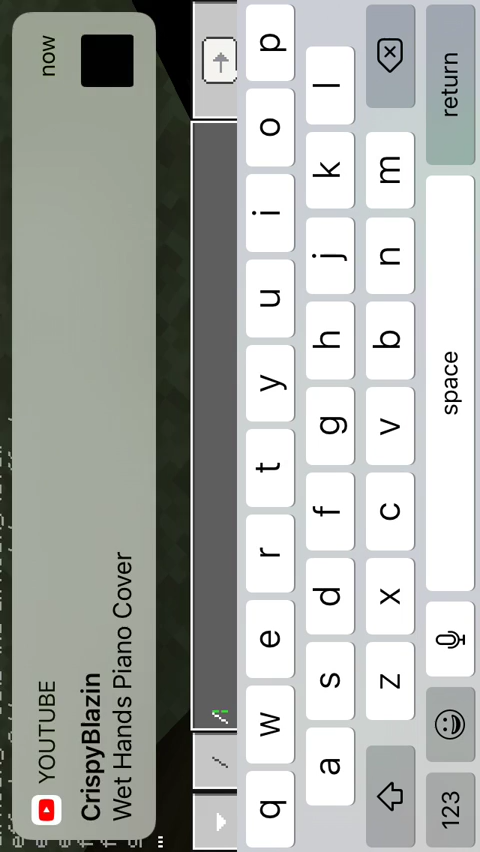 YOUTUBE now
CrispyBlazin
Wet Hands Piano Cover
/
/
q w e r t y u i o p
a s d f g h j k l
z x c v b n m
123 space return